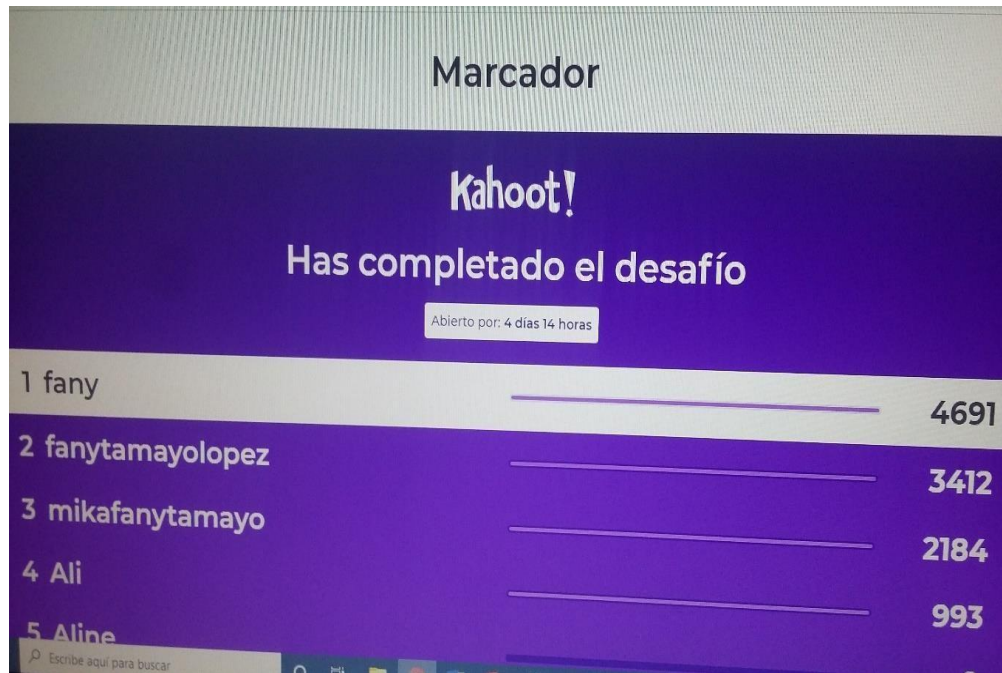 Marcador
Kahoot!
Has completado el desafío
Abierto por: 4 días 14 horas
1 fany 4691
2 fanytamayolopez 3412
3 mikafanytamayo 2184
4 Ali 993
5 Aline
Escribe aquí para buscar